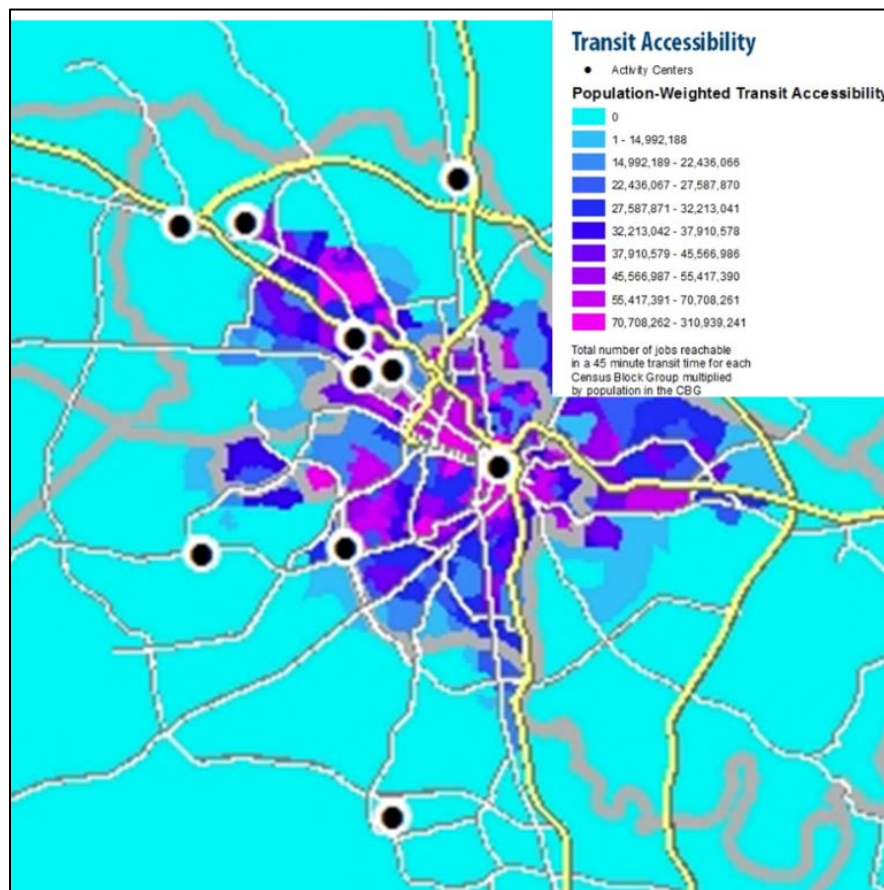 Transit Accessibility
Activity Centers
Population-Weighted Transit Accessibility
0
1 - 14,992,188
14,992,189 - 22,436,066
22,436,067 - 27,587,870
27,587,871 - 32,213,041
32,213,042 - 37,910,578
37,910,579 - 45,566,986
45,566,987 - 55,417,390
55,417,391 - 70,708,261
70,708,262 - 310,939,241
Total number of jobs reachable
in a 45 minute transit time for each
Census Block Group multiplied
by population in the CBG